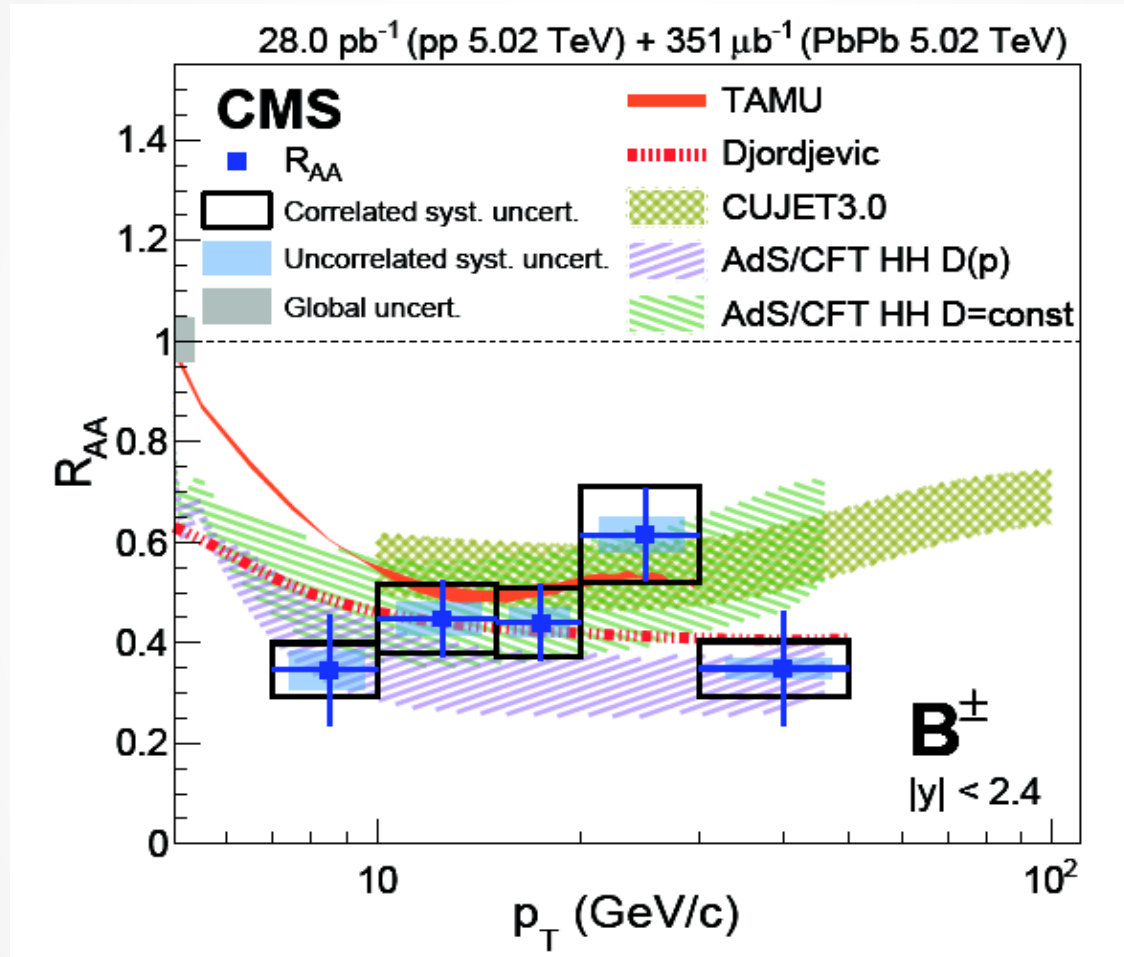 28.0 pb⁻¹ (pp 5.02 TeV) + 351 μb⁻¹ (PbPb 5.02 TeV)
CMS
R_AA
Correlated syst. uncert.
Uncorrelated syst. uncert.
Global uncert.
TAMU
Djordjevic
CUJET3.0
AdS/CFT HH D(p)
AdS/CFT HH D=const
R_AA
1.4
1.2
1
0.8
0.6
0.4
0.2
0
B±
|y| < 2.4
10
10²
p_T (GeV/c)